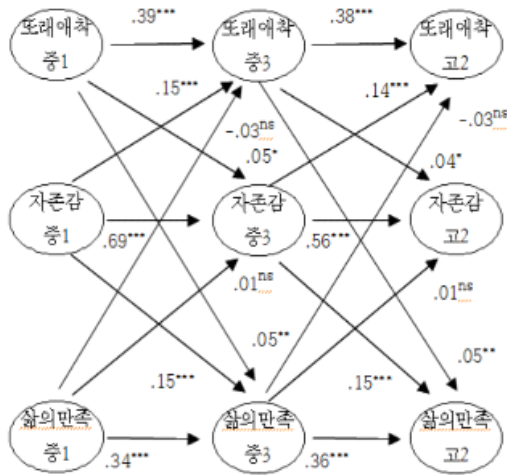 .39***
.38***
또래애착
중1
또래애착
중3
또래애착
고2
.15***
.14***
-.03ns
-.03ns
.05*
.04*
자존감
중1
자존감
중3
자존감
고2
.69***
.56***
.01ns
.01ns
.05**
.05**
.15***
.15***
삶의만족
중1
삶의만족
중3
삶의만족
고2
.34***
.36***